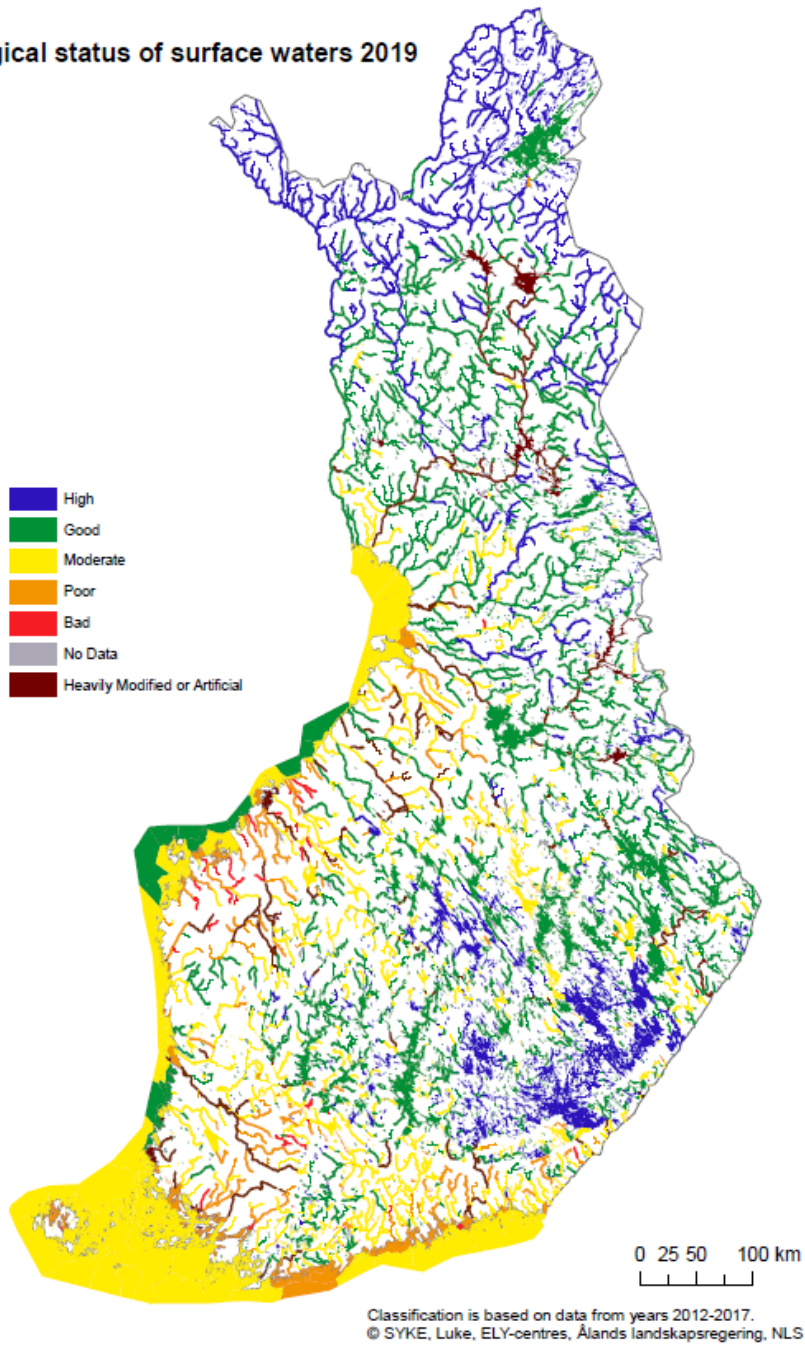 gical status of surface waters 2019
High
Good
Moderate
Poor
Bad
No Data
Heavily Modified or Artificial
0 25 50 100 km
Classification is based on data from years 2012-2017.
© SYKE, Luke, ELY-centres, Ålands landskapsregering, NLS